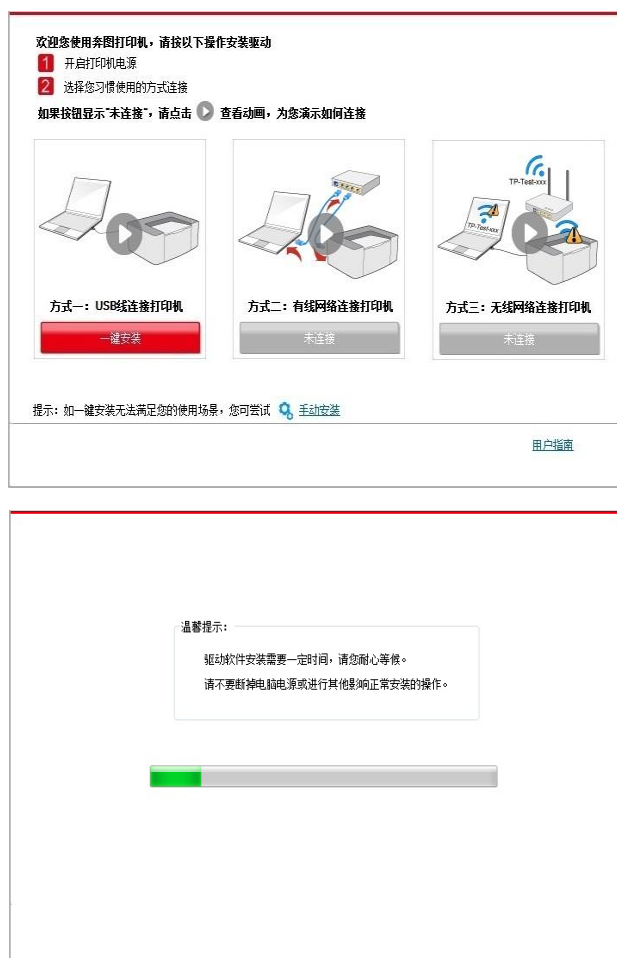 欢迎您使用奔图打印机，请按以下操作安装驱动
1 开启打印机电源
2 选择您习惯使用的方式连接
如果按钮显示“未连接”，请点击 查看动画，为您演示如何连接
TP-Test-xxx
TP-Test-xxx
方式一：USB线连接打印机
方式二：有线网络连接打印机
方式三：无线网络连接打印机
一键安装
未连接
未连接
提示：如一键安装无法满足您的使用场景，您可尝试 手动安装
用户指南
温馨提示：
驱动软件安装需要一定时间，请您耐心等候。
请不要断掉电脑电源或进行其他影响正常安装的操作。